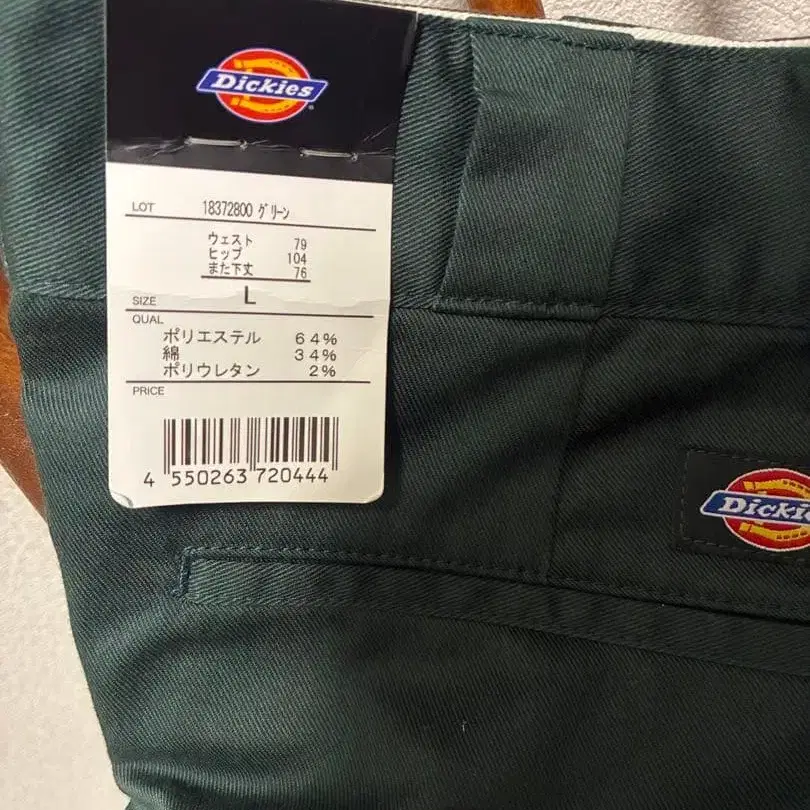 Dickies
LOT 18372800 グリーン
ウェスト 79
ヒップ 104
また下丈 76
SIZE L
QUAL
ポリエステル 64%
綿 34%
ポリウレタン 2%
PRICE
4 550263 720444
Dickie